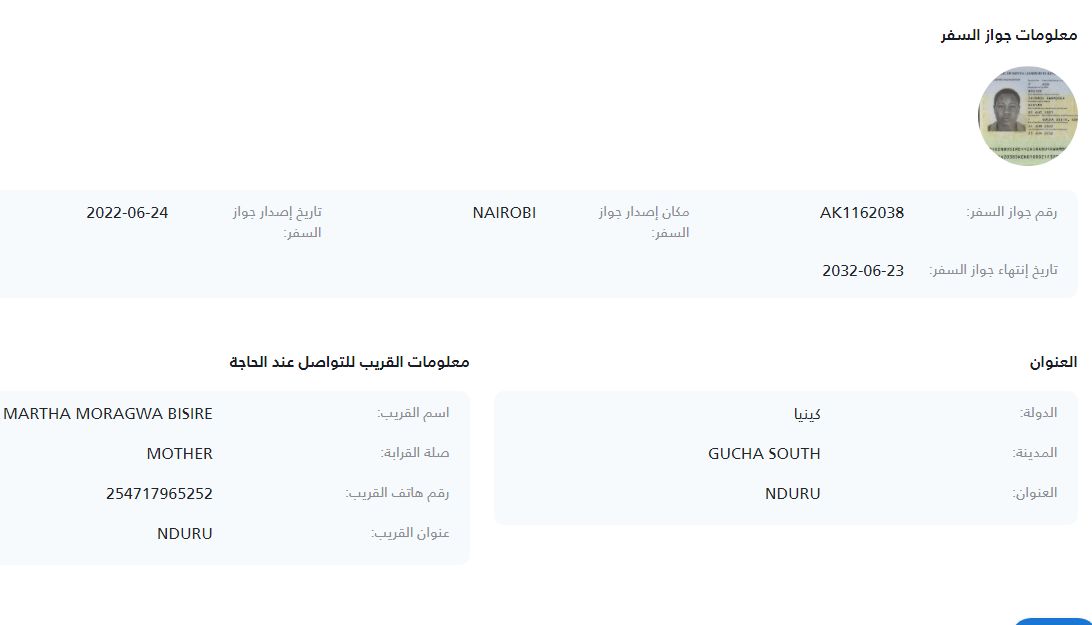 معلومات جواز السفر
رقم جواز السفر: AK1162038 مكان إصدار جواز السفر: NAIROBI تاريخ إصدار جواز السفر: 2022-06-24
تاريخ إنتهاء جواز السفر: 2032-06-23
العنوان
الدولة: كينيا
المدينة: GUCHA SOUTH
العنوان: NDURU
معلومات القريب للتواصل عند الحاجة
اسم القريب: MARTHA MORAGWA BISIRE
صلة القرابة: MOTHER
رقم هاتف القريب: 254717965252
عنوان القريب: NDURU